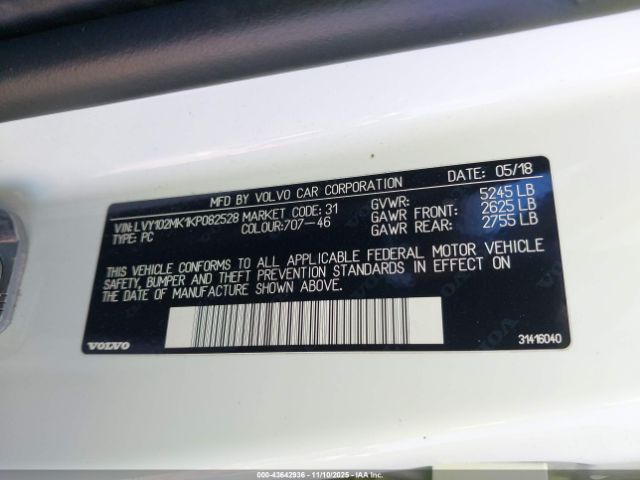 MFD BY VOLVO CAR CORPORATION DATE: 05/18
VIN: LVY102MK1KP082528 MARKET CODE: 31 GVWR: 5245 LB
TYPE: PC COLOUR:707-46 GAWR FRONT: 2625 LB
GAWR REAR: 2755 LB
THIS VEHICLE CONFORMS TO ALL APPLICABLE FEDERAL MOTOR VEHICLE
SAFETY, BUMPER AND THEFT PREVENTION STANDARDS IN EFFECT ON
THE DATE OF MANUFACTURE SHOWN ABOVE.
VOLVO 31416040
000-43642936 - 11/10/2025 - IAA Inc.